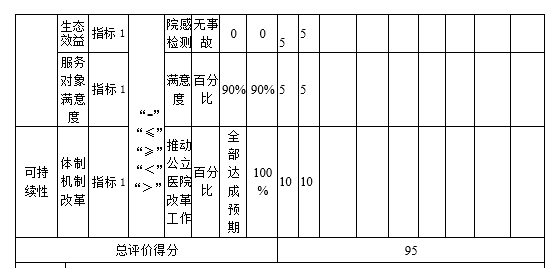 生态效益 指标 1 院感检测 无事故 0 0 5 5
服务对象满意度 指标 1 满意度 百分比 90% 90% 5 5
“-”
“≤”
“≥”
“<”
“>”
可持续性 体制机制改革 指标 1 推动公立医院改革工作 百分比 全部达成预期 100% 10 10
总评价得分 95